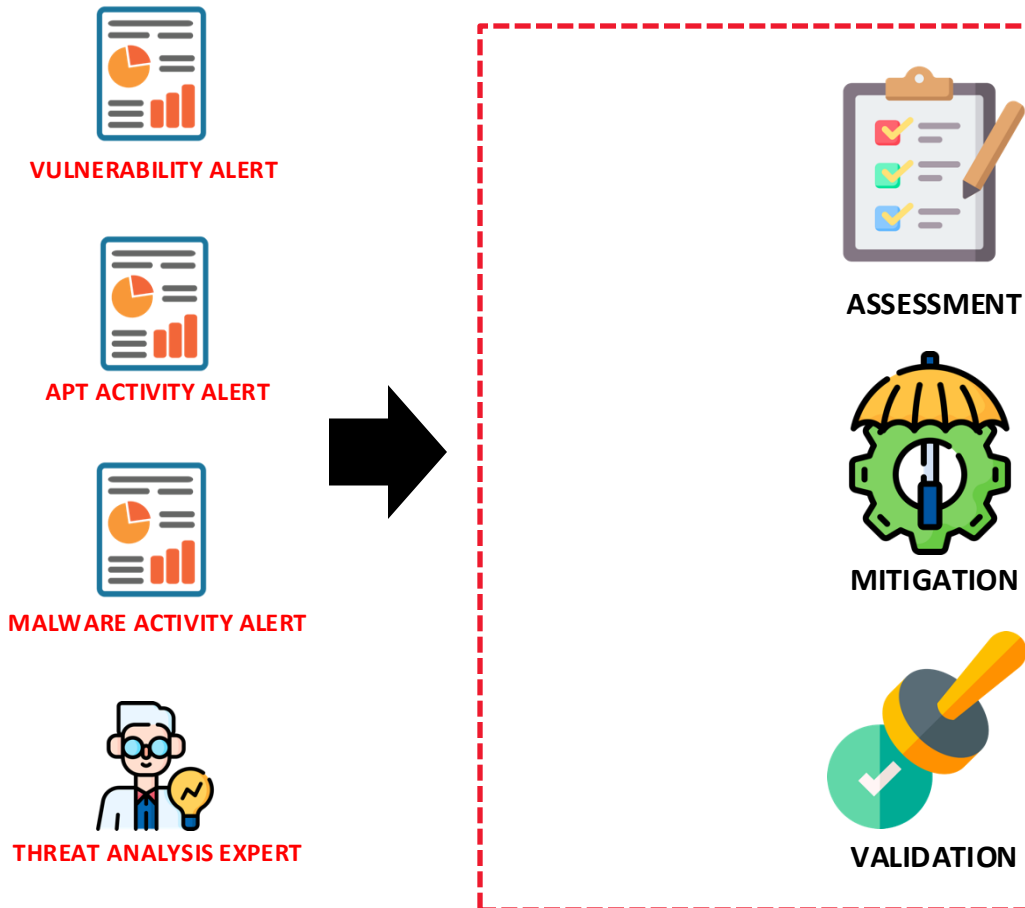 VULNERABILITY ALERT
APT ACTIVITY ALERT
MALWARE ACTIVITY ALERT
THREAT ANALYSIS EXPERT
ASSESSMENT
MITIGATION
VALIDATION